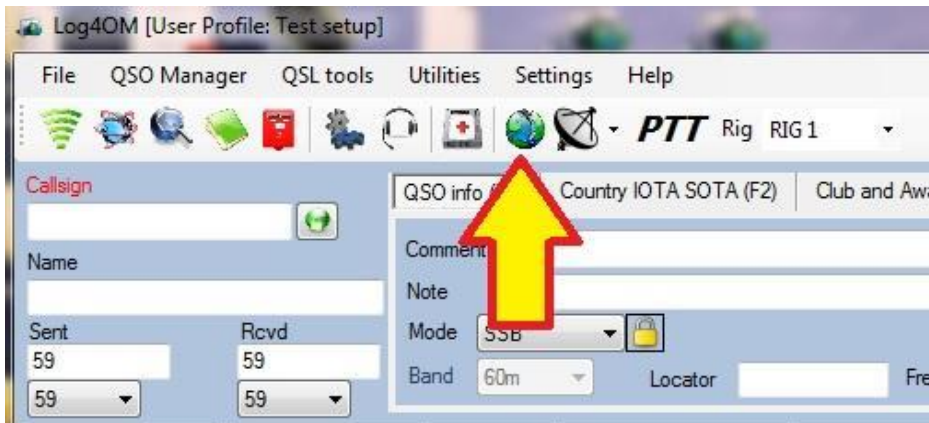 Log4OM [User Profile: Test setup]
File QSO Manager QSL tools Utilities Settings Help
PTT Rig RIG 1
Callsign
QSO info Country IOTA SOTA (F2) Club and
Name
Comment
Note
Sent Rcvd
Mode SSB
59 59
Band 60m Locator
59 59